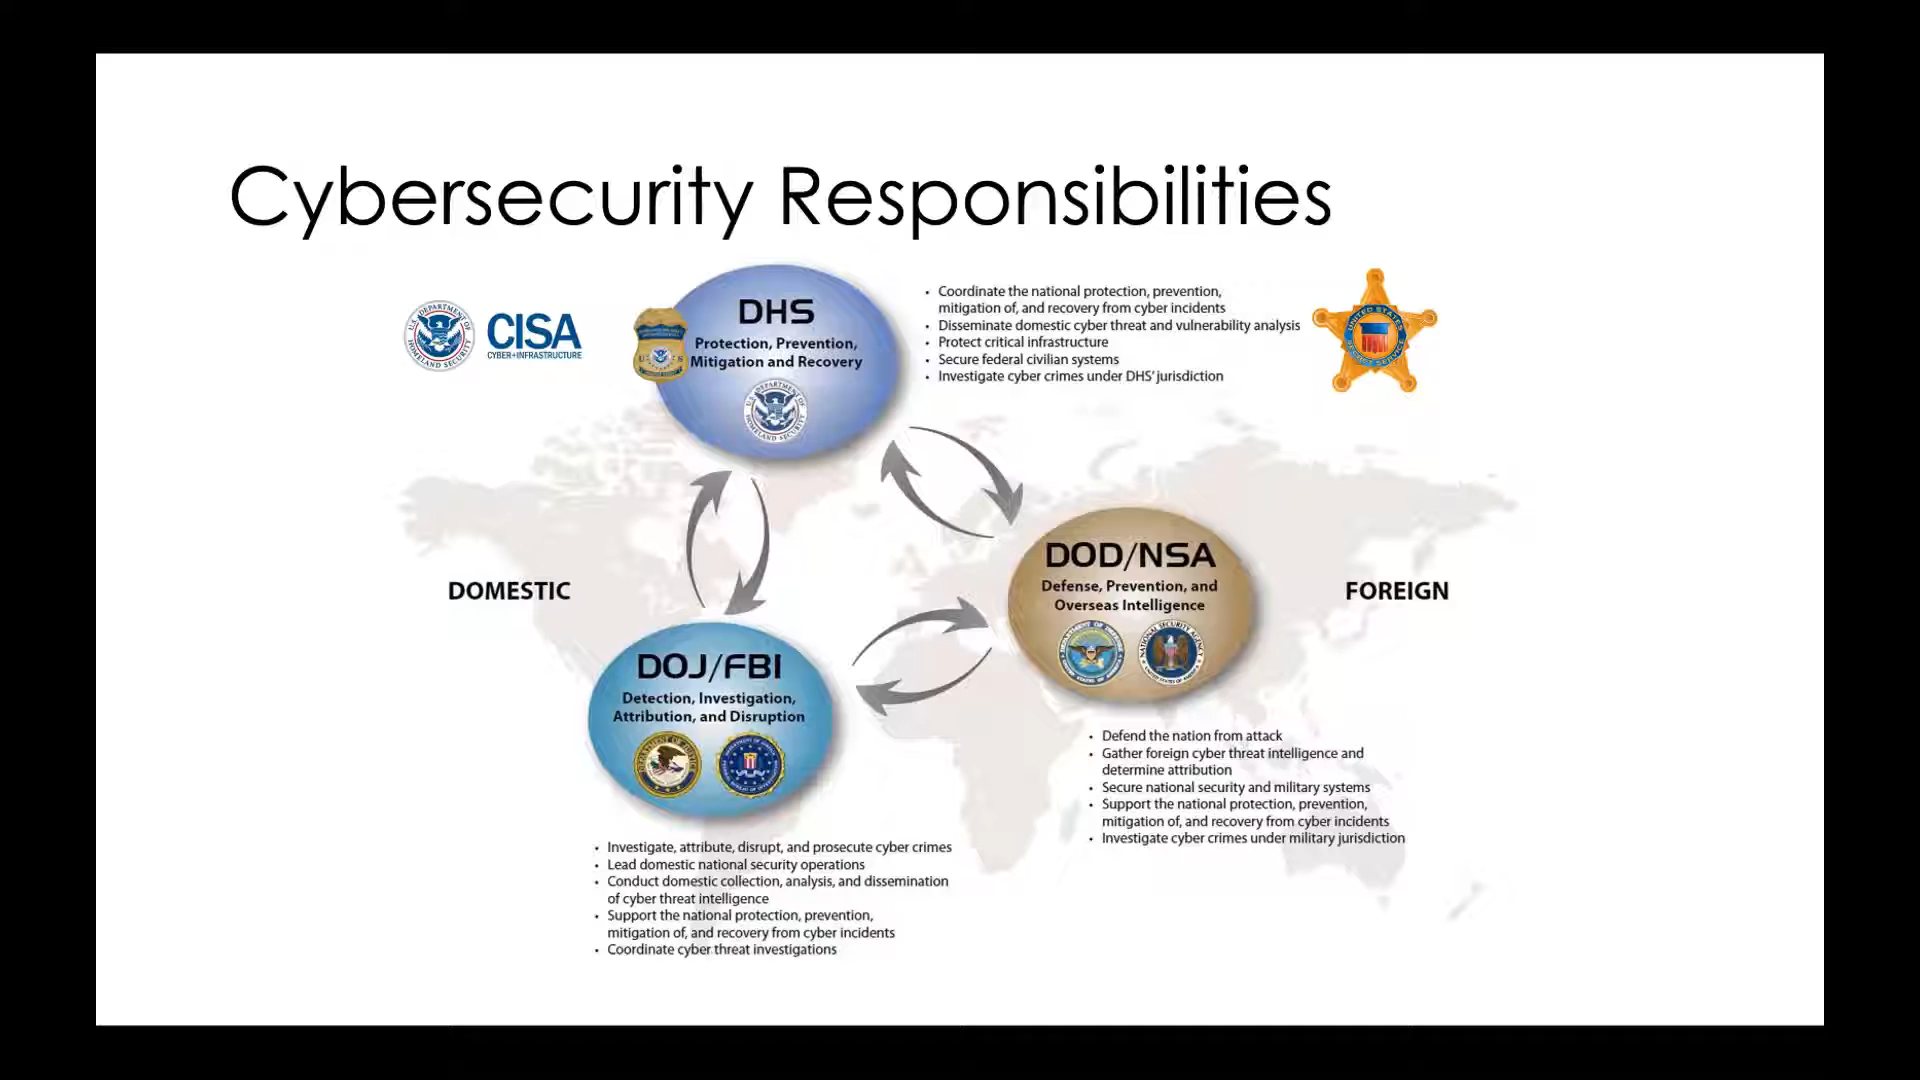 Cybersecurity Responsibilities
CISA
CYBER+INFRASTRUCTURE
DHS
Protection, Prevention,
Mitigation and Recovery
• Coordinate the national protection, prevention,
mitigation of, and recovery from cyber incidents
• Disseminate domestic cyber threat and vulnerability analysis
• Protect critical infrastructure
• Secure federal civilian systems
• Investigate cyber crimes under DHS' jurisdiction
DOMESTIC
DOD/NSA
Defense, Prevention, and
Overseas Intelligence
FOREIGN
DOJ/FBI
Detection, Investigation,
Attribution, and Disruption
• Defend the nation from attack
• Gather foreign cyber threat intelligence and
determine attribution
• Secure national security and military systems
• Support the national protection, prevention,
mitigation of, and recovery from cyber incidents
• Investigate cyber crimes under military jurisdiction
• Investigate, attribute, disrupt, and prosecute cyber crimes
• Lead domestic national security operations
• Conduct domestic collection, analysis, and dissemination
of cyber threat intelligence
• Support the national protection, prevention,
mitigation of, and recovery from cyber incidents
• Coordinate cyber threat investigations